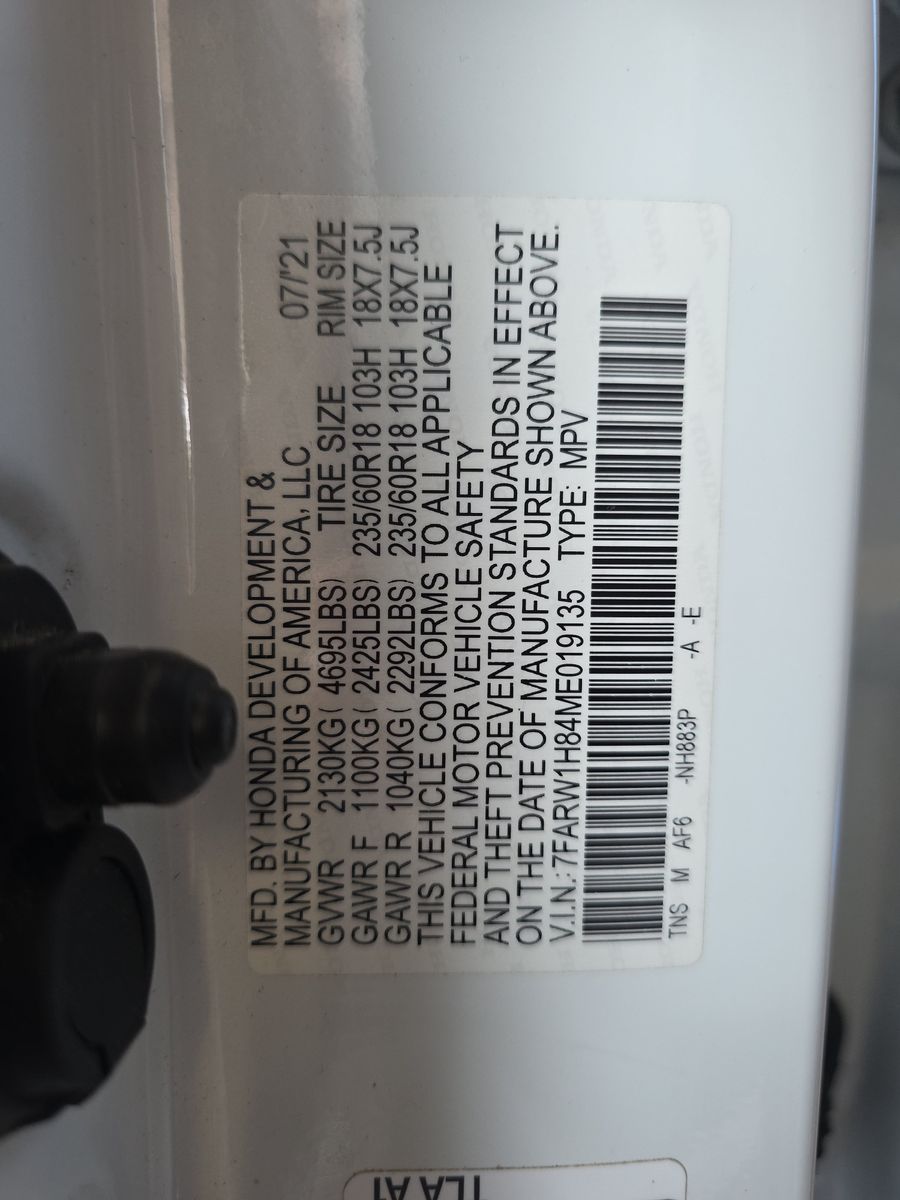 MFD. BY HONDA DEVELOPMENT &
MANUFACTURING OF AMERICA, LLC 07/'21
GVWR TIRE SIZE RIM SIZE
2130KG ( 4695LBS)
GAWR F 1100KG ( 2425LBS) 235/60R18 103H 18X7.5J
GAWR R 1040KG ( 2292LBS) 235/60R18 103H 18X7.5J
THIS VEHICLE CONFORMS TO ALL APPLICABLE
FEDERAL MOTOR VEHICLE SAFETY
AND THEFT PREVENTION STANDARDS IN EFFECT
ON THE DATE OF MANUFACTURE SHOWN ABOVE.
V.I.N.: 7FARW1H84ME019135 TYPE: MPV
TNS M AF6 -NH883P -A -E
TLA A1